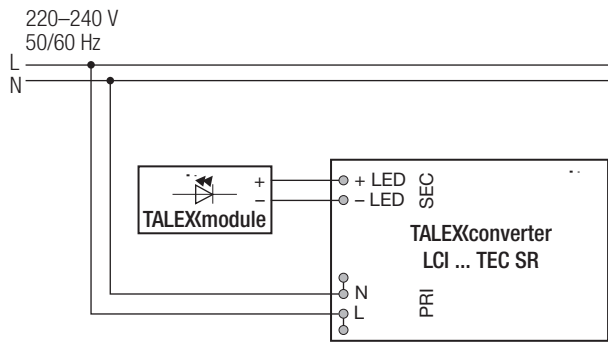 220–240 V
50/60 Hz
L
N
+
−
TALEXmodule
+ LED
− LED
SEC
TALEXconverter
LCI ... TEC SR
N
L
PRI